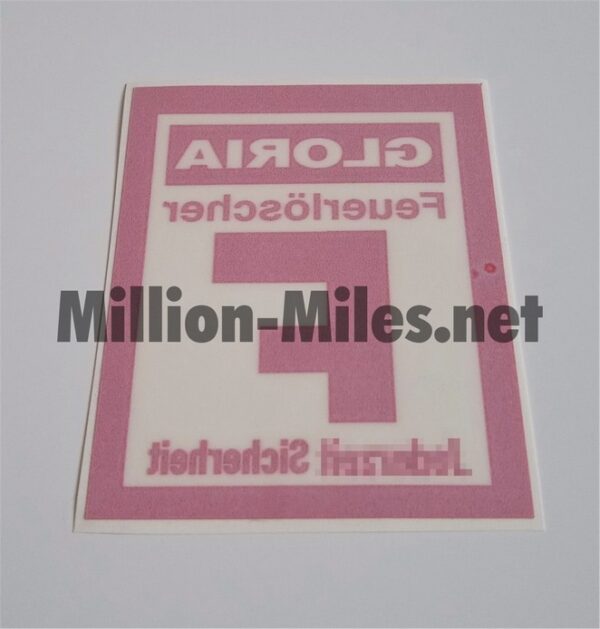 GLORIA
Feuerlöscher
F
Million-Miles.net
Sicherheit